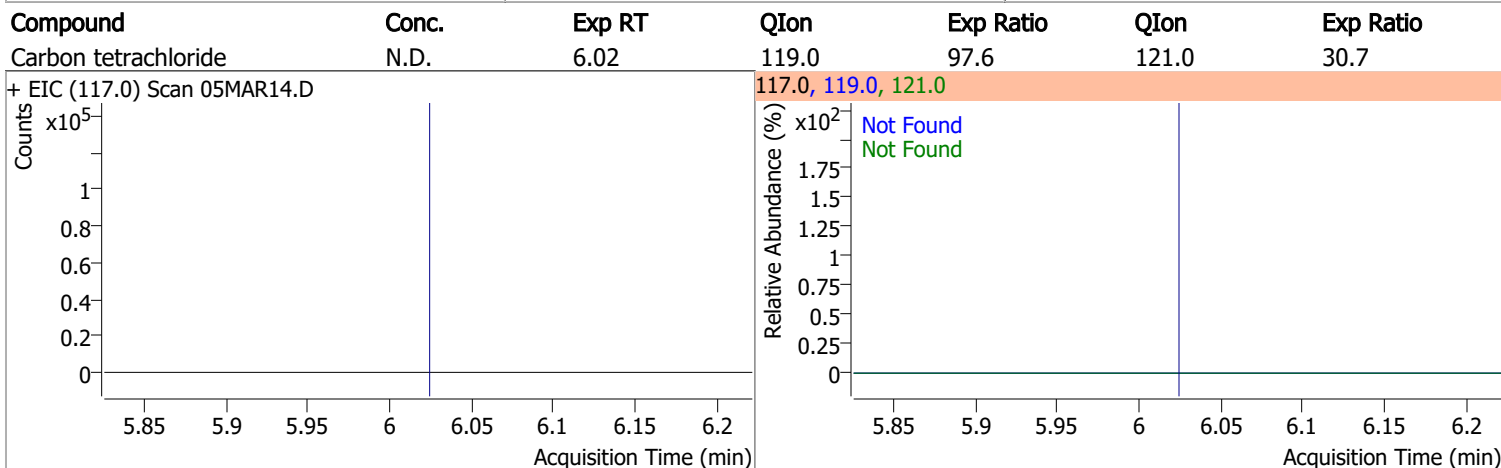 Compound Conc. Exp RT QIon Exp Ratio QIon Exp Ratio
Carbon tetrachloride N.D. 6.02 119.0 97.6 121.0 30.7
+ EIC (117.0) Scan 05MAR14.D
Counts
x10^5
1
0.8
0.6
0.4
0.2
0
5.85 5.9 5.95 6 6.05 6.1 6.15 6.2
Acquisition Time (min)
117.0, 119.0, 121.0
Relative Abundance (%)
x10^2
Not Found
Not Found
1.75
1.5
1.25
1
0.75
0.5
0.25
0
5.85 5.9 5.95 6 6.05 6.1 6.15 6.2
Acquisition Time (min)